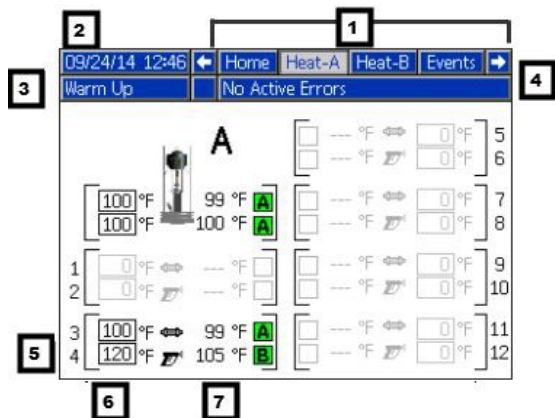 1
2
09/24/14 12:46 Home Heat-A Heat-B Events
3
Warm Up No Active Errors
4
A
--- °F 0 °F 5
--- °F 0 °F 6
100 °F 99 °F A
100 °F 100 °F A
--- °F 0 °F 7
--- °F 0 °F 8
1 0 °F --- °F
2 0 °F --- °F
--- °F 0 °F 9
--- °F 0 °F 10
3 100 °F 99 °F A
4 120 °F 105 °F B
--- °F 0 °F 11
--- °F 0 °F 12
5
6
7